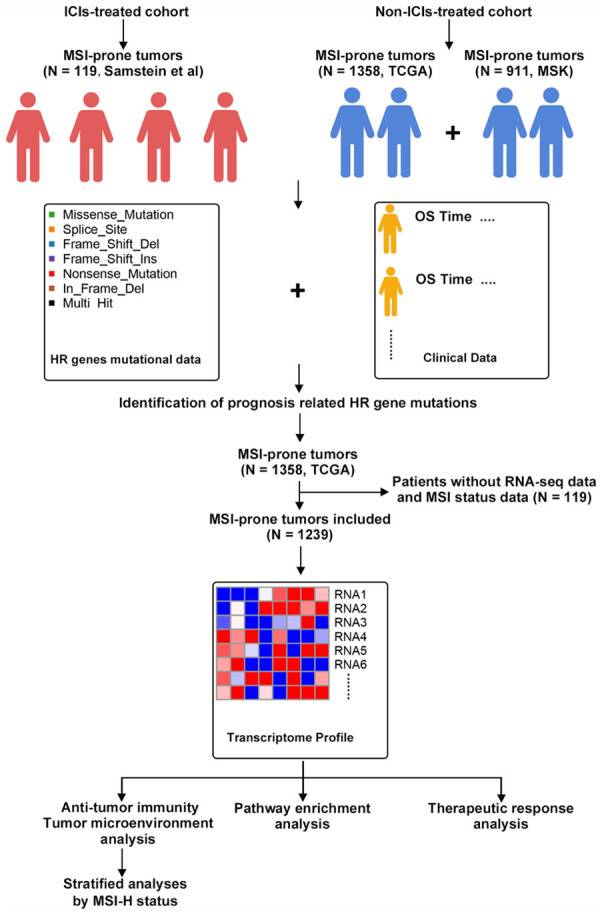 ICIs-treated cohort
Non-ICIs-treated cohort
MSI-prone tumors
(N = 119, Samstein et al)
MSI-prone tumors
(N = 1358, TCGA)
MSI-prone tumors
(N = 911, MSK)
+
Missense_Mutation
Splice_Site
Frame_Shift_Del
Frame_Shift_Ins
Nonsense_Mutation
In_Frame_Del
Multi Hit
HR genes mutational data
+
OS Time ....
OS Time ....
Clinical Data
Identification of prognosis related HR gene mutations
MSI-prone tumors
(N = 1358, TCGA)
Patients without RNA-seq data
and MSI status data (N = 119)
MSI-prone tumors included
(N = 1239)
RNA1
RNA2
RNA3
RNA4
RNA5
RNA6
Transcriptome Profile
Anti-tumor immunity
Tumor microenvironment
analysis
Pathway enrichment
analysis
Therapeutic response
analysis
Stratified analyses
by MSI-H status